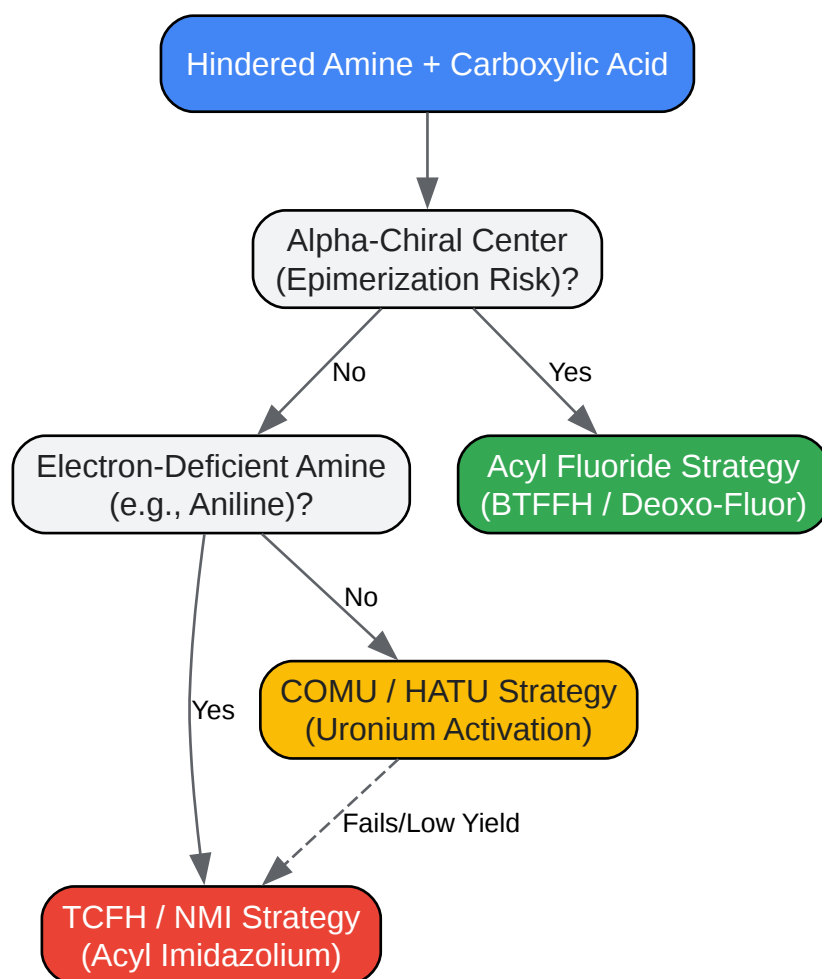 Hindered Amine + Carboxylic Acid
Alpha-Chiral Center
(Epimerization Risk)?
No
Yes
Electron-Deficient Amine
(e.g., Aniline)?
Acyl Fluoride Strategy
(BTFFH / Deoxo-Fluor)
No
COMU / HATU Strategy
(Uronium Activation)
Yes
Fails/Low Yield
TCFH / NMI Strategy
(Acyl Imidazolium)